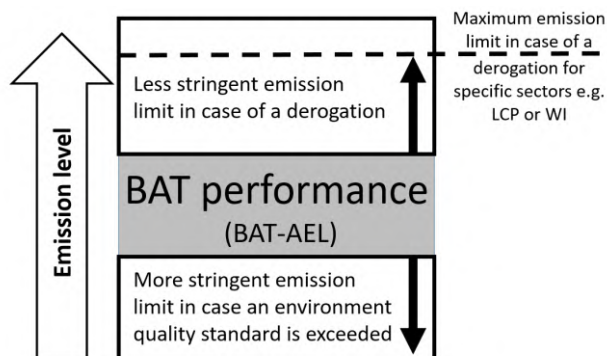 Emission level
Less stringent emission
limit in case of a derogation
BAT performance
(BAT-AEL)
More stringent emission
limit in case an environment
quality standard is exceeded
Maximum emission
limit in case of a
derogation for
specific sectors e.g.
LCP or WI